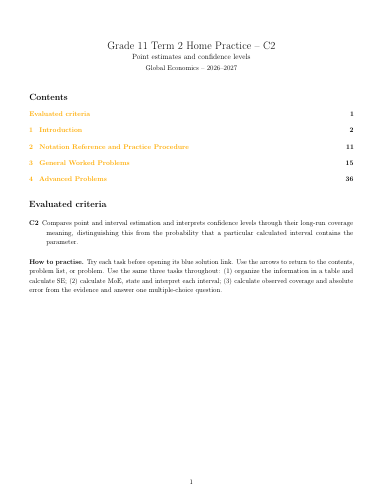 Grade 11 Term 2 Home Practice – C2
Point estimates and confidence levels
Global Economics – 2026-2027
Contents
Evaluated criteria 1
1 Introduction 2
2 Notation Reference and Practice Procedure 11
3 General Worked Problems 15
4 Advanced Problems 36
Evaluated criteria
C2 Compares point and interval estimation and interprets confidence levels through their long-run coverage
meaning, distinguishing this from the probability that a particular calculated interval contains the
parameter.
How to practise. Try each task before opening its blue solution link. Use the arrows to return to the contents,
problem list, or problem. Use the same three tasks throughout: (1) organize the information in a table and
calculate SE; (2) calculate MoE, state and interpret each interval; (3) calculate observed coverage and absolute
error from the evidence and answer one multiple-choice question.
1